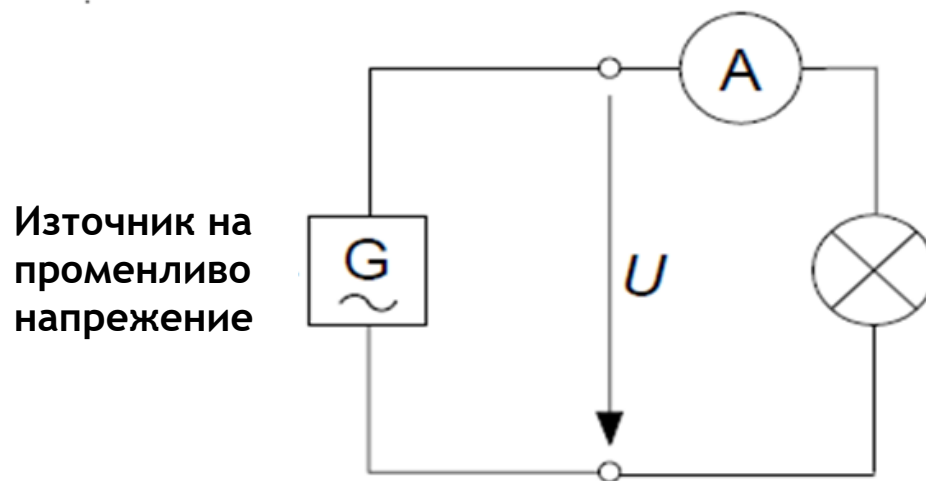 A
Източник на
променливо
напрежение
G
U